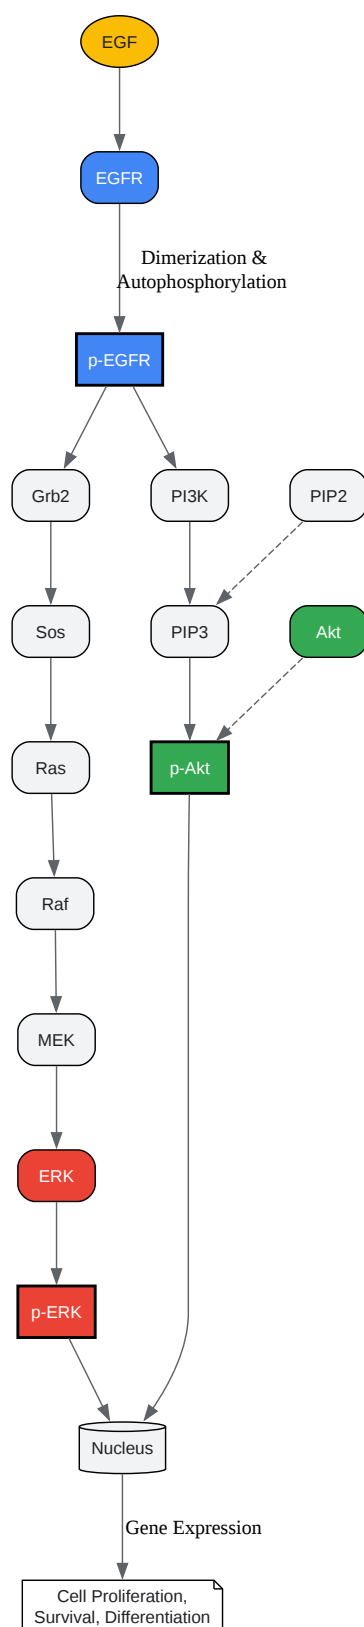 EGF
EGFR
Dimerization &
Autophosphorylation
p-EGFR
Grb2
PI3K
PIP2
Sos
PIP3
Akt
Ras
p-Akt
Raf
MEK
ERK
p-ERK
Nucleus
Gene Expression
Cell Proliferation,
Survival, Differentiation